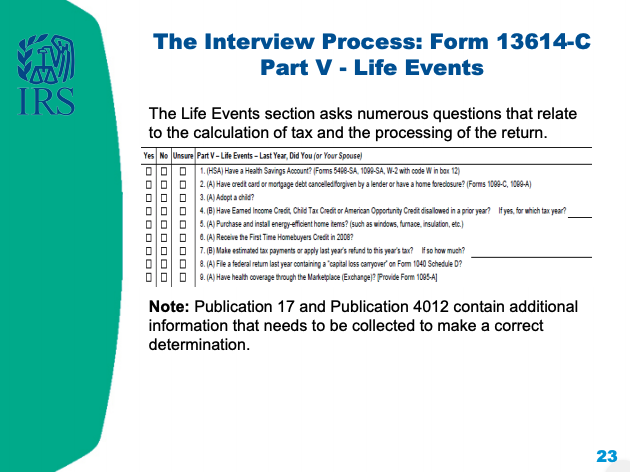 IRS
The Interview Process: Form 13614-C
Part V - Life Events
The Life Events section asks numerous questions that relate
to the calculation of tax and the processing of the return.
Yes No Unsure Part V – Life Events – Last Year, Did You (or Your Spouse)
1. (HSA) Have a Health Savings Account? (Forms 5498-SA, 1099-SA, W-2 with code W in box 12)
2. (A) Have credit card or mortgage debt cancelled/forgiven by a lender or have a home foreclosure? (Forms 1099-C, 1099-A)
3. (A) Adopt a child?
4. (B) Have Earned Income Credit, Child Tax Credit or American Opportunity Credit disallowed in a prior year? If yes, for which tax year?
5. (A) Purchase and install energy-efficient home items? (such as windows, furnace, insulation, etc.)
6. (A) Receive the First Time Homebuyers Credit in 2008?
7. (B) Make estimated tax payments or apply last year's refund to this year's tax? If so how much?
8. (A) File a federal return last year containing a "capital loss carryover" on Form 1040 Schedule D?
9. (A) Have health coverage through the Marketplace (Exchange)? [Provide Form 1095-A]
Note: Publication 17 and Publication 4012 contain additional
information that needs to be collected to make a correct
determination.
23